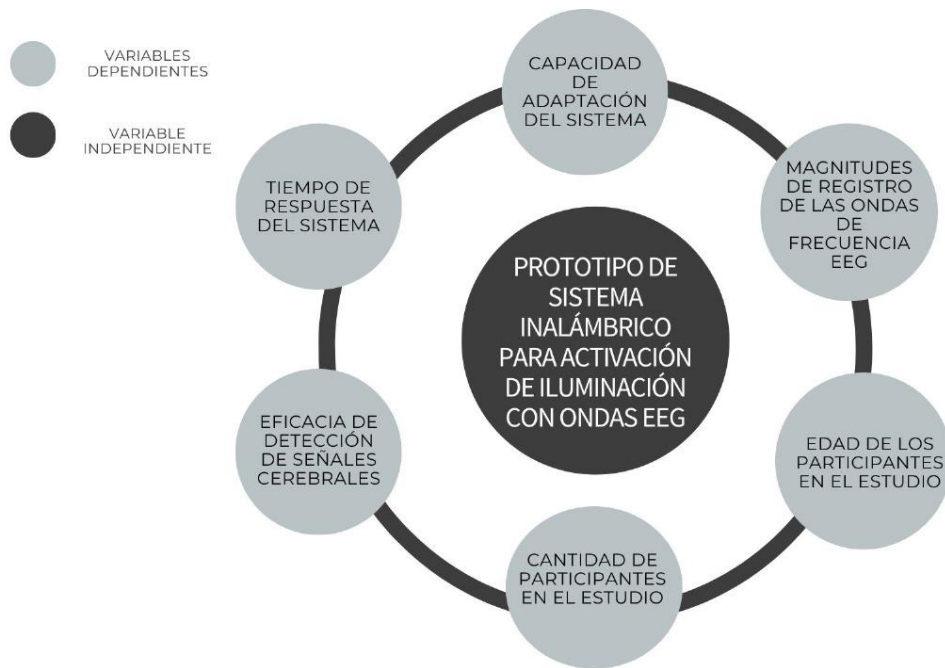 VARIABLES
DEPENDIENTES
VARIABLE
INDEPENDIENTE
CAPACIDAD
DE
ADAPTACIÓN
DEL SISTEMA
MAGNITUDES
DE REGISTRO
DE LAS ONDAS
DE
FRECUENCIA
EEG
EDAD DE LOS
PARTICIPANTES
EN EL ESTUDIO
CANTIDAD DE
PARTICIPANTES
EN EL ESTUDIO
EFICACIA DE
DETECCIÓN
DE SEÑALES
CEREBRALES
TIEMPO DE
RESPUESTA
DEL SISTEMA
PROTOTIPO DE
SISTEMA
INALÁMBRICO
PARA ACTIVACIÓN
DE ILUMINACIÓN
CON ONDAS EEG